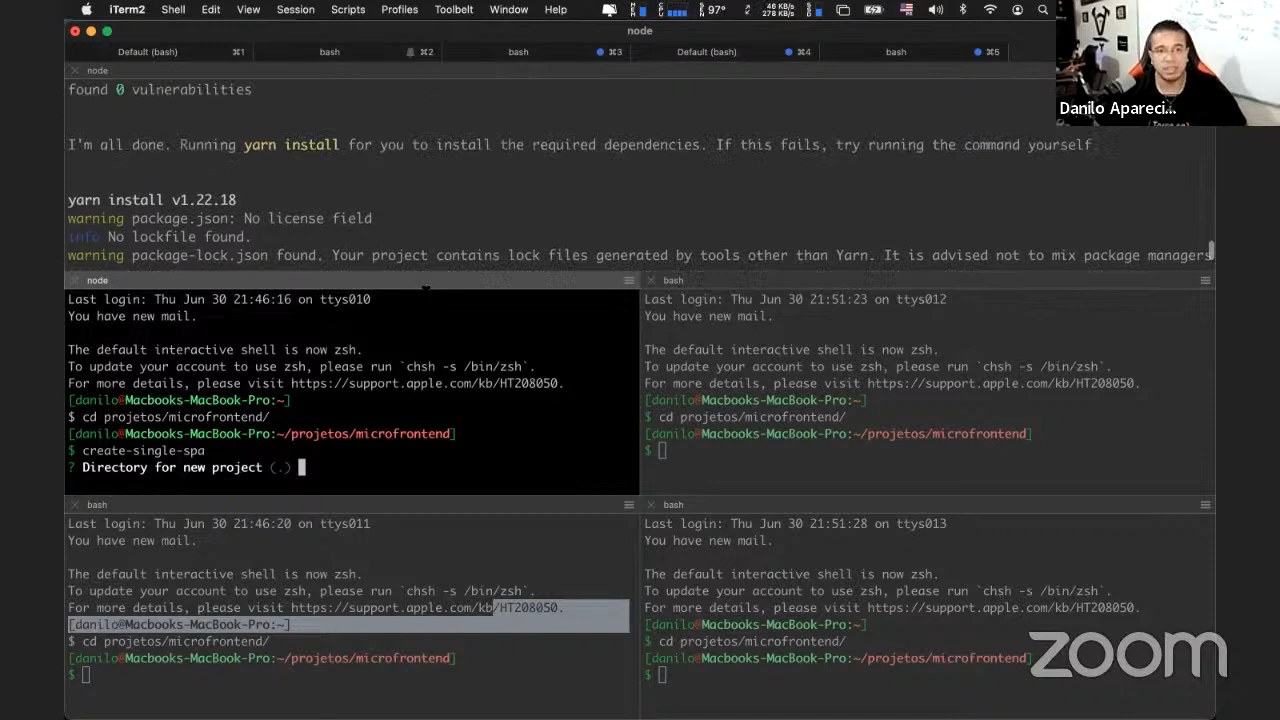 iTerm2 Shell Edit View Session Scripts Profiles Toolbelt Window Help 97° 46 KB/s 278 KB/s
node
Default (bash) ⌘1 bash ⌘2 bash ⌘3 Default (bash) ⌘4 bash ⌘5
node
found 0 vulnerabilities
I'm all done. Running yarn install for you to install the required dependencies. If this fails, try running the command yourself
yarn install v1.22.18
warning package.json: No license field
info No lockfile found.
warning package-lock.json found. Your project contains lock files generated by tools other than Yarn. It is advised not to mix package managers
node
Last login: Thu Jun 30 21:46:16 on ttys010
You have new mail.
The default interactive shell is now zsh.
To update your account to use zsh, please run `chsh -s /bin/zsh`.
For more details, please visit https://support.apple.com/kb/HT208050.
[danilo@Macbooks-MacBook-Pro:~]
$ cd projetos/microfrontend/
[danilo@Macbooks-MacBook-Pro:~/projetos/microfrontend]
$ create-single-spa
? Directory for new project (.)
bash
Last login: Thu Jun 30 21:51:23 on ttys012
You have new mail.
The default interactive shell is now zsh.
To update your account to use zsh, please run `chsh -s /bin/zsh`.
For more details, please visit https://support.apple.com/kb/HT208050.
[danilo@Macbooks-MacBook-Pro:~]
$ cd projetos/microfrontend/
[danilo@Macbooks-MacBook-Pro:~/projetos/microfrontend]
$
bash
Last login: Thu Jun 30 21:46:20 on ttys011
You have new mail.
The default interactive shell is now zsh.
To update your account to use zsh, please run `chsh -s /bin/zsh`.
For more details, please visit https://support.apple.com/kb/HT208050.
[danilo@Macbooks-MacBook-Pro:~]
$ cd projetos/microfrontend/
[danilo@Macbooks-MacBook-Pro:~/projetos/microfrontend]
$
bash
Last login: Thu Jun 30 21:51:28 on ttys013
You have new mail.
The default interactive shell is now zsh.
To update your account to use zsh, please run `chsh -s /bin/zsh`.
For more details, please visit https://support.apple.com/kb/HT208050.
[danilo@Macbooks-MacBook-Pro:~]
$ cd projetos/microfrontend/
[danilo@Macbooks-MacBook-Pro:~/projetos/microfrontend]
$
Danilo Apareci...
zoom